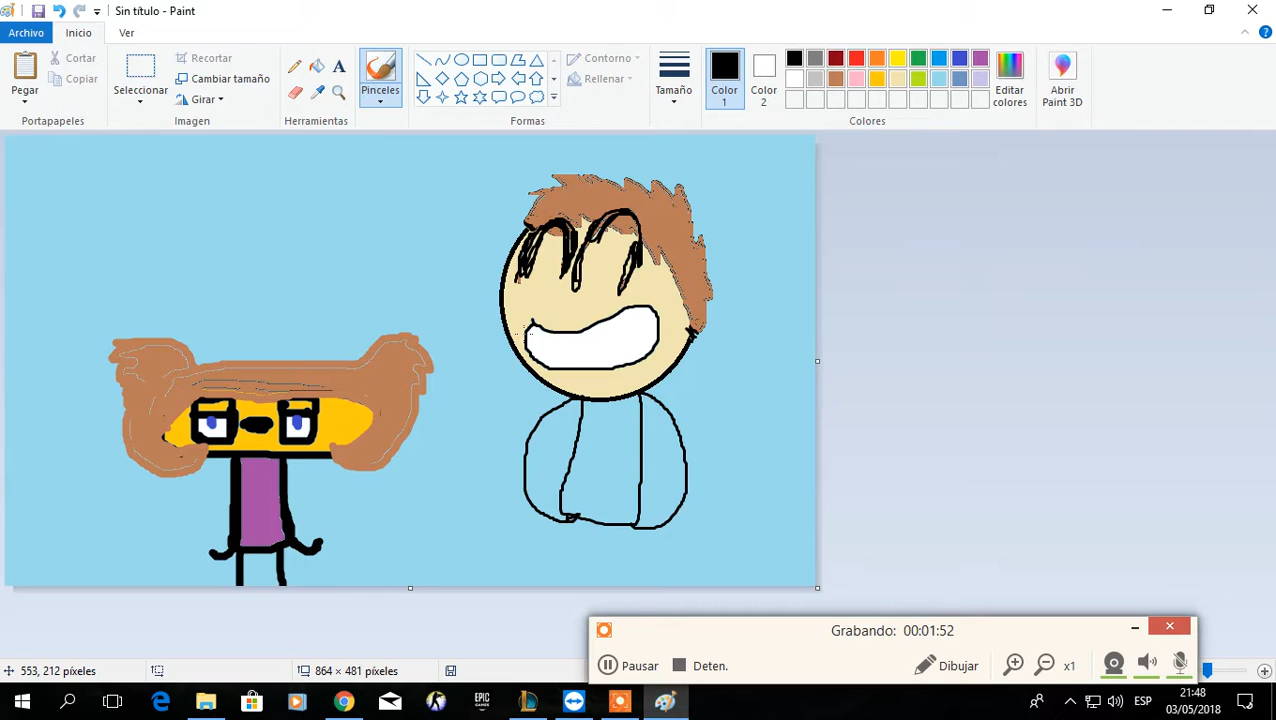 Sin título - Paint
Archivo Inicio Ver
Pegar
Cortar
Copiar
Portapapeles
Seleccionar
Recortar
Cambiar tamaño
Girar
Imagen
A
Herramientas
Pinceles
Contorno
Rellenar
Formas
Tamaño
Color 1
Color 2
Editar colores
Colores
Abrir Paint 3D
Grabando: 00:01:52
Pausar Deten. Dibujar x1
553, 212 píxeles 864 × 481 píxeles
EPIC GAMES
ESP
21:48
03/05/2018